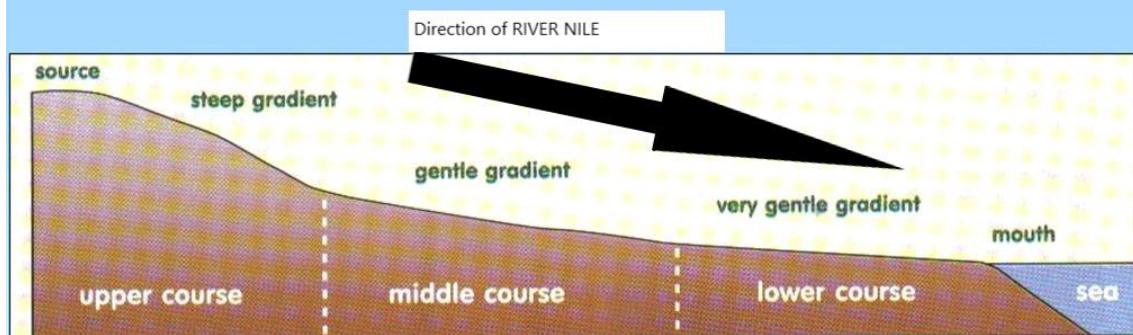 Direction of RIVER NILE
source
steep gradient
gentle gradient
very gentle gradient
mouth
upper course
middle course
lower course
sea